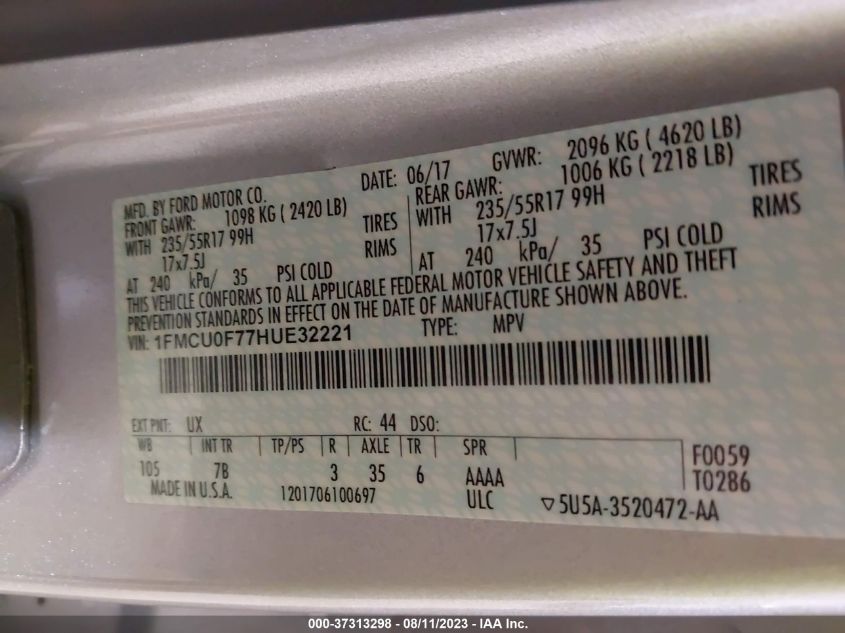 MFD. BY FORD MOTOR CO.
DATE: 06/17 GVWR: 2096 KG ( 4620 LB)
FRONT GAWR: 1098 KG ( 2420 LB)
REAR GAWR: 1006 KG ( 2218 LB)
WITH 235/55R17 99H TIRES
WITH 235/55R17 99H TIRES
17x7.5J RIMS
17x7.5J RIMS
AT 240 kPa/ 35 PSI COLD
AT 240 kPa/ 35 PSI COLD
THIS VEHICLE CONFORMS TO ALL APPLICABLE FEDERAL MOTOR VEHICLE SAFETY AND THEFT
PREVENTION STANDARDS IN EFFECT ON THE DATE OF MANUFACTURE SHOWN ABOVE.
VIN: 1FMCU0F77HUE32221 TYPE: MPV
EXT PNT: UX RC: 44 DSO:
WB INT TR TP/PS R AXLE TR SPR
105 7B 3 35 6 AAAA F0059
MADE IN U.S.A. 1201706100697 ULC T0286
▽5U5A-3520472-AA
000-37313298 - 08/11/2023 - IAA Inc.